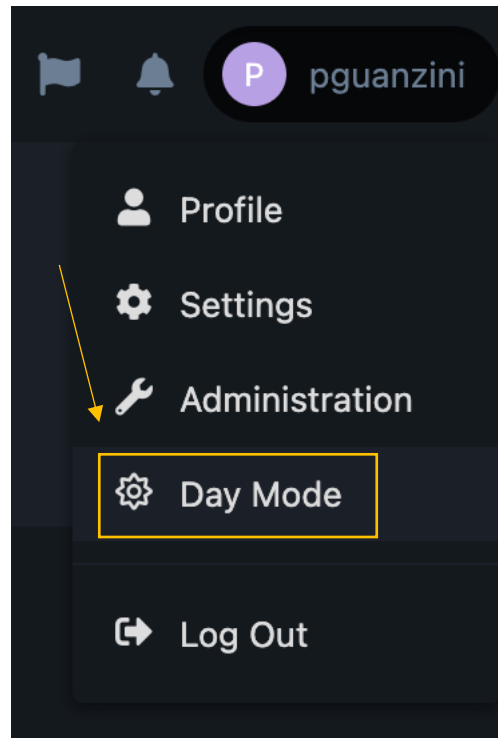 P pguanzini
Profile
Settings
Administration
Day Mode
Log Out